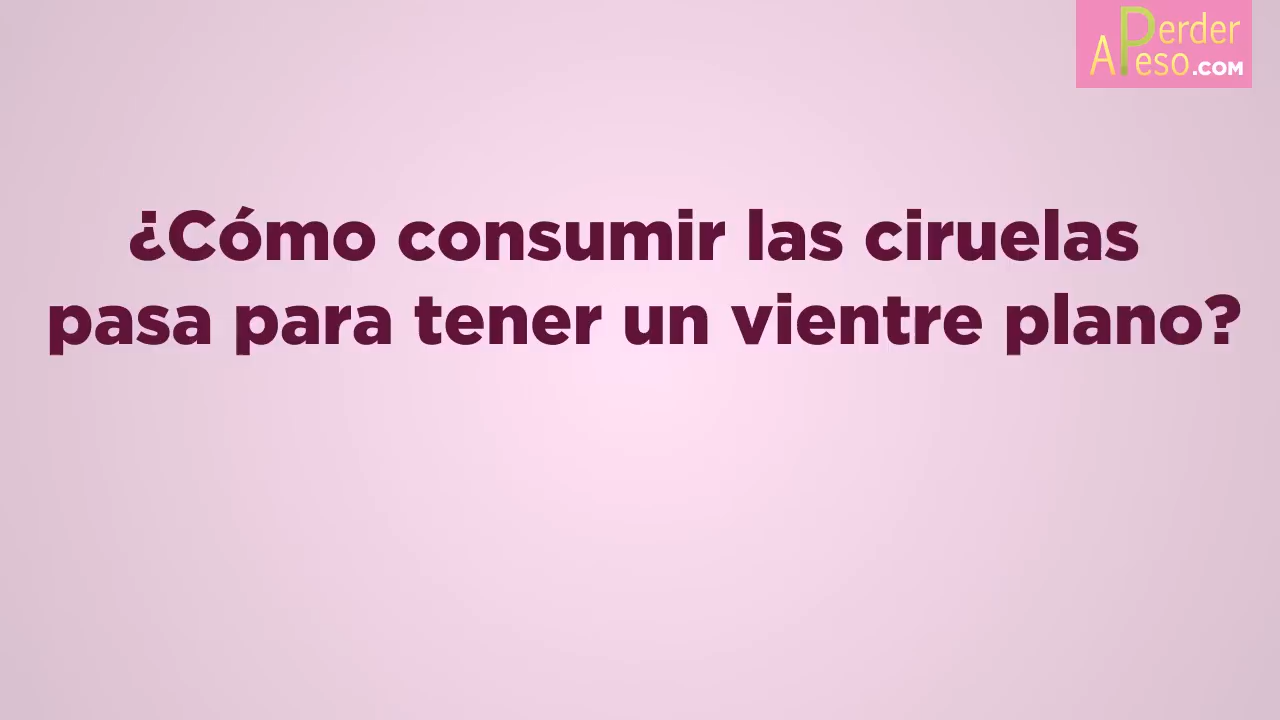 A Perder
Peso.COM
¿Cómo consumir las ciruelas
pasa para tener un vientre plano?